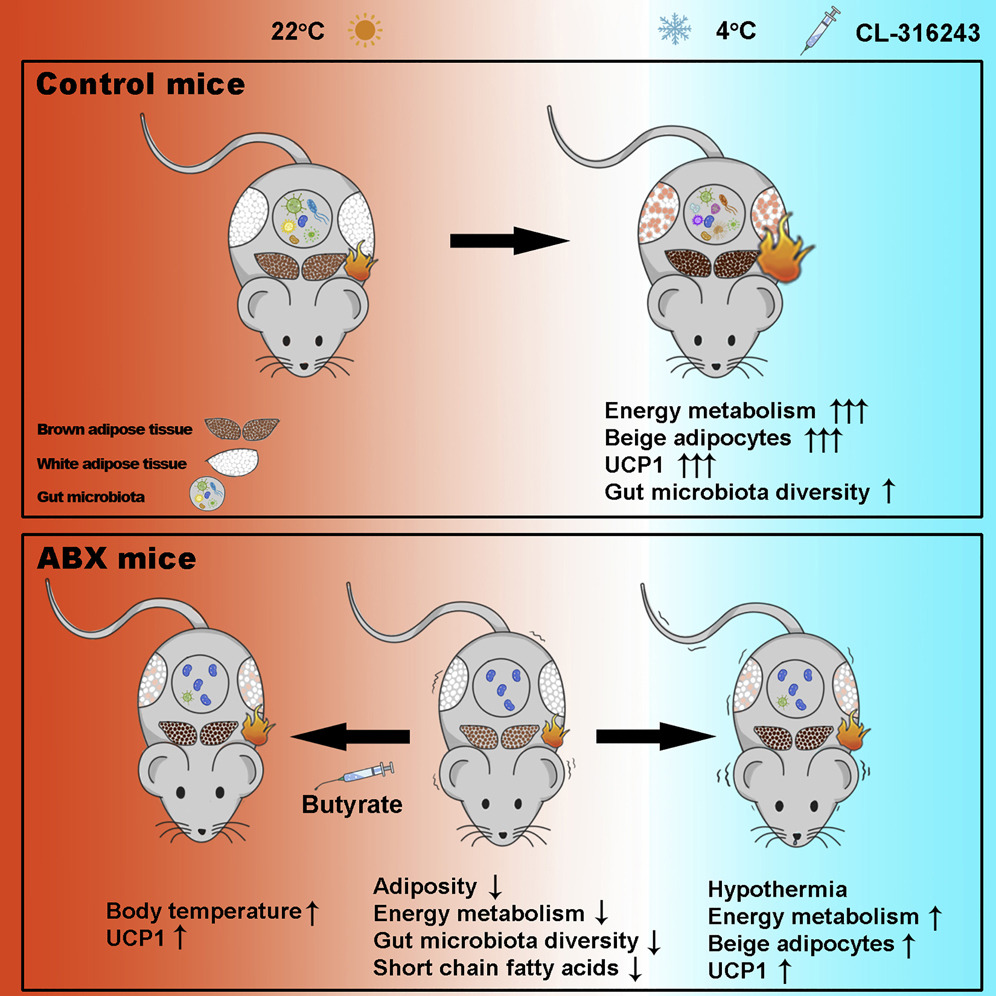 22°C
4°C
CL-316243
Control mice
Energy metabolism ↑↑↑
Beige adipocytes ↑↑↑
UCP1 ↑↑↑
Gut microbiota diversity ↑
Brown adipose tissue
White adipose tissue
Gut microbiota
ABX mice
Butyrate
Body temperature ↑
UCP1 ↑
Adiposity ↓
Energy metabolism ↓
Gut microbiota diversity ↓
Short chain fatty acids ↓
Hypothermia
Energy metabolism ↑
Beige adipocytes ↑
UCP1 ↑